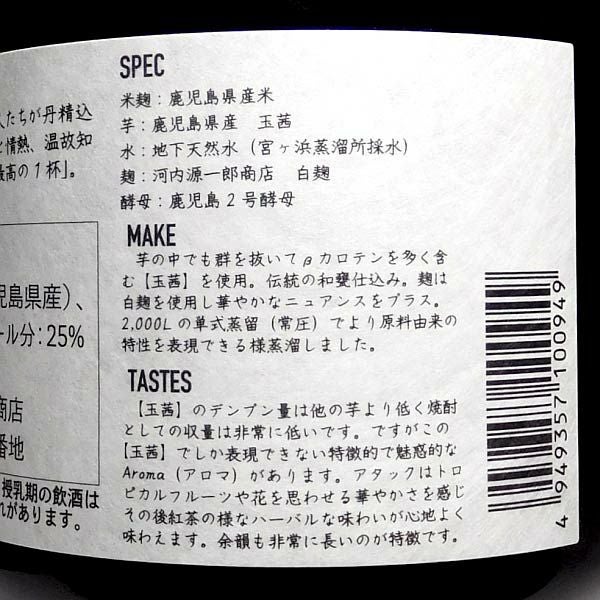 人たちが丹精込
と情熱、温故知
最高の1杯」。
児島県産)、
ール分:25%
商店
番地
授乳期の飲酒は
れがあります。
SPEC
米麹:鹿児島県産米
芋:鹿児島県産 玉茜
水:地下天然水(宮ヶ浜蒸溜所採水)
麹:河内源一郎商店 白麹
酵母:鹿児島2号酵母
MAKE
芋の中でも群を抜いてβカロテンを多く含
む【玉茜】を使用。伝統の和甕仕込み。麹は
白麹を使用し華やかなニュアンスをプラス。
2,000Lの単式蒸留(常圧)でより原料由来の
特性を表現できる様蒸溜しました。
TASTES
【玉茜】のデンプン量は他の芋より低く焼酎
としての収量は非常に低いです。ですがこの
【玉茜】でしか表現できない特徴的で魅惑的な
Aroma(アロマ)があります。アタックはトロ
ピカルフルーツや花を思わせる華やかさを感じ
その後紅茶の様なハーバルな味わいが心地よく
味わえます。余韻も非常に長いのが特徴です。
4 949357 100949